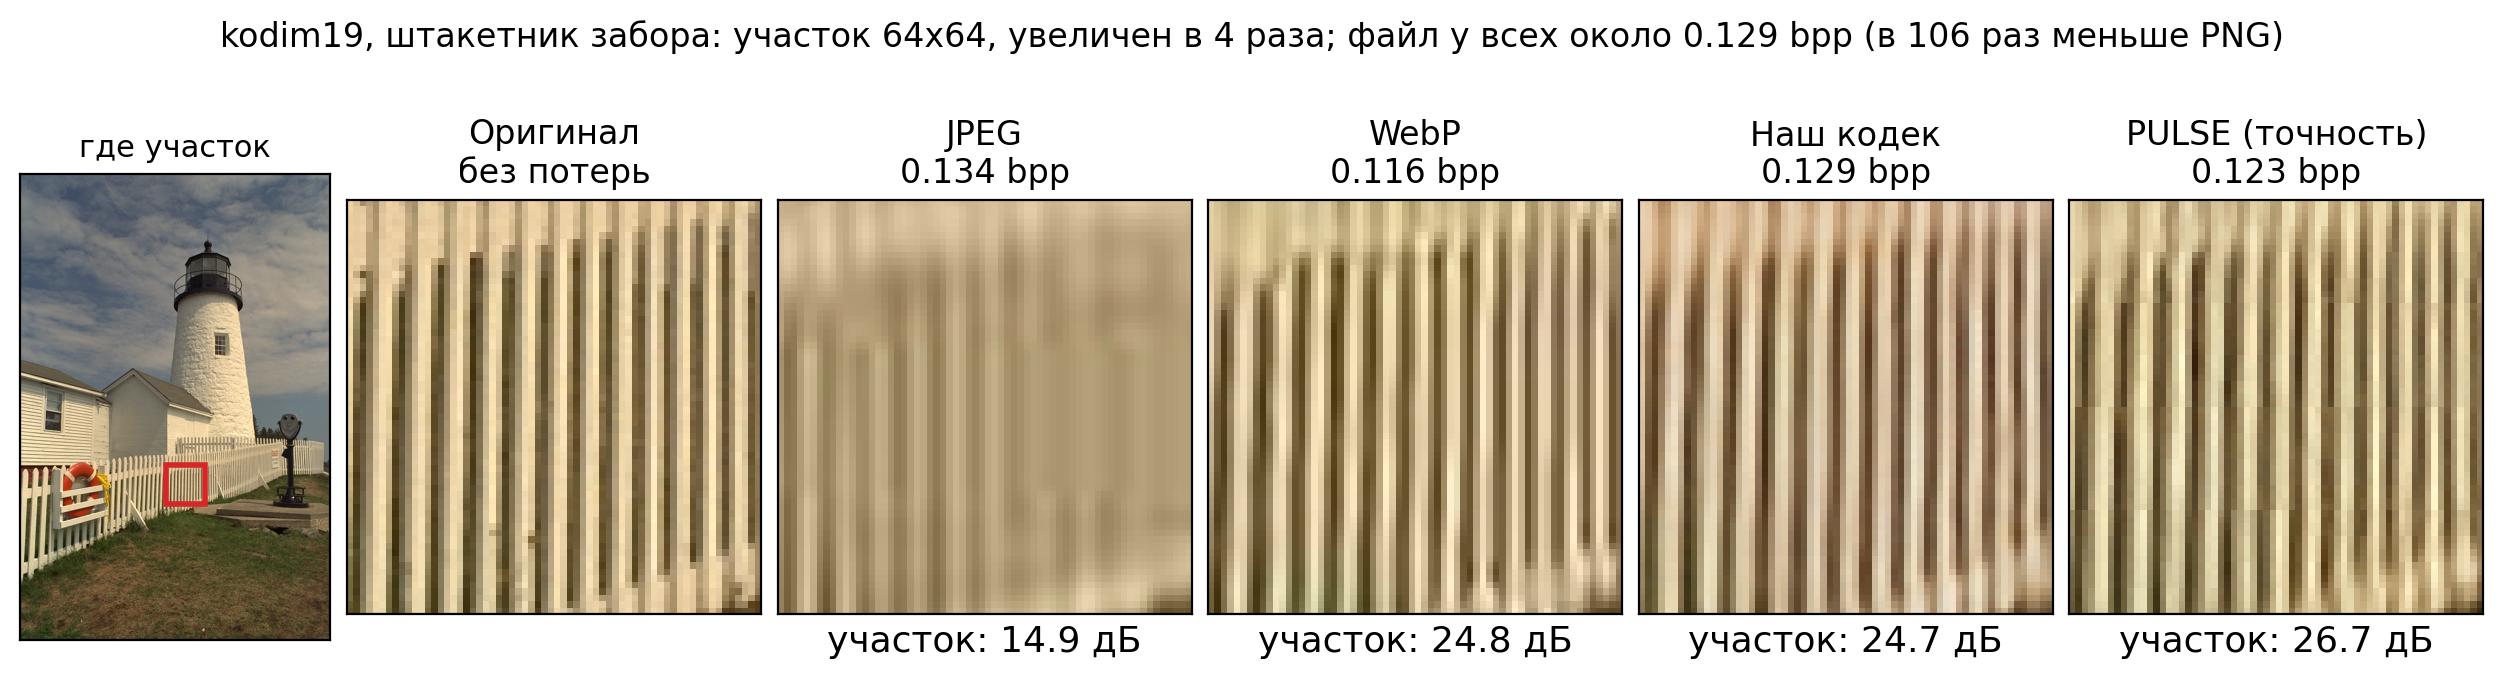 kodim19, штакетник забора: участок 64x64, увеличен в 4 раза; файл у всех около 0.129 bpp (в 106 раз меньше PNG)
где участок
Оригинал
без потерь
JPEG
0.134 bpp
WebP
0.116 bpp
Наш кодек
0.129 bpp
PULSE (точность)
0.123 bpp
участок: 14.9 дБ
участок: 24.8 дБ
участок: 24.7 дБ
участок: 26.7 дБ